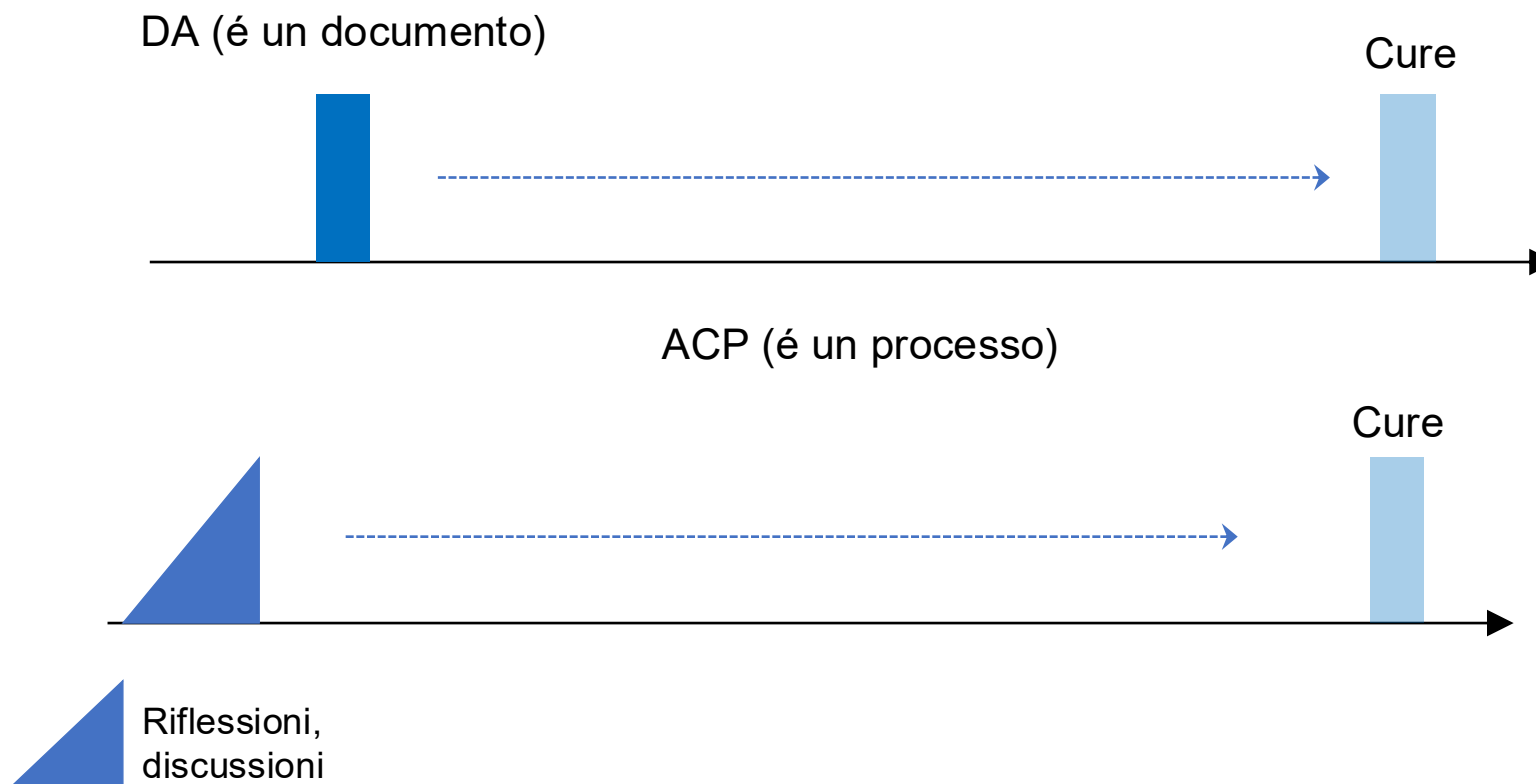 DA (é un documento)
Cure
ACP (é un processo)
Cure
Riflessioni,
discussioni